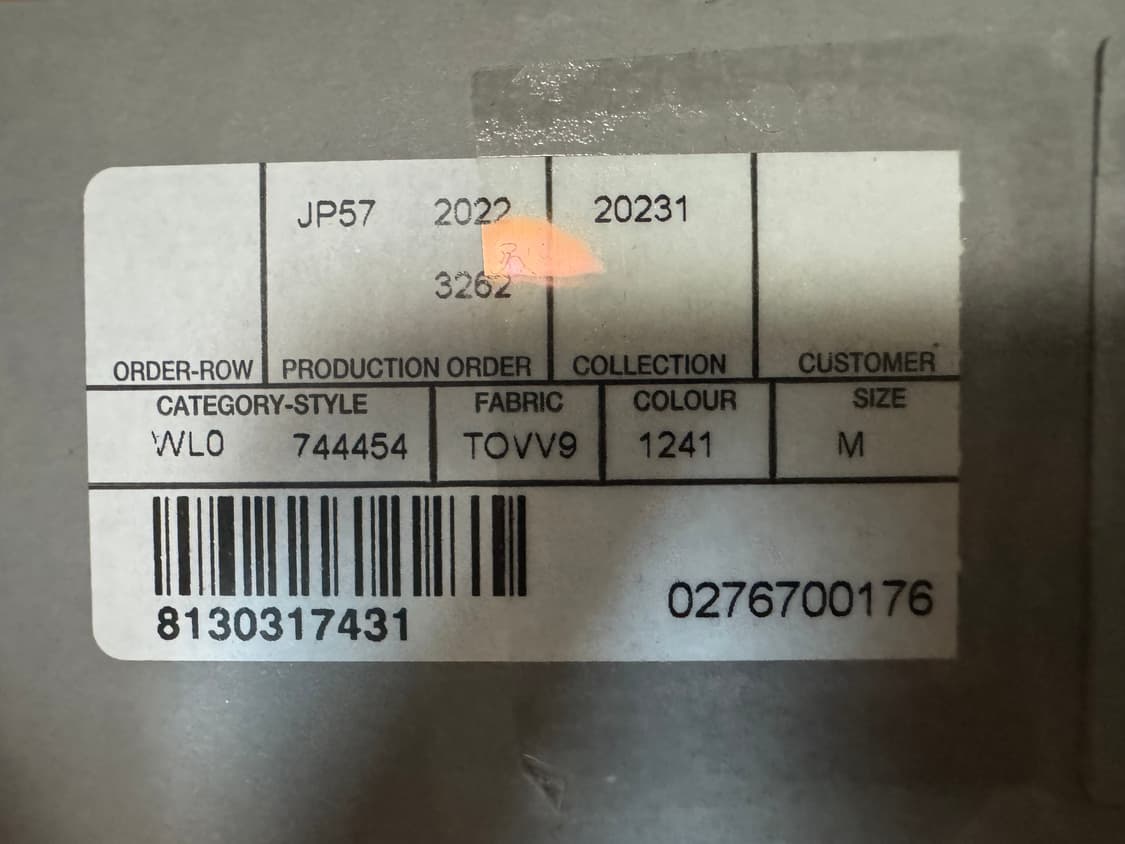 JP57 2022 20231
3262
ORDER-ROW PRODUCTION ORDER COLLECTION CUSTOMER
CATEGORY-STYLE FABRIC COLOUR SIZE
WL0 744454 TOVV9 1241 M
8130317431 0276700176